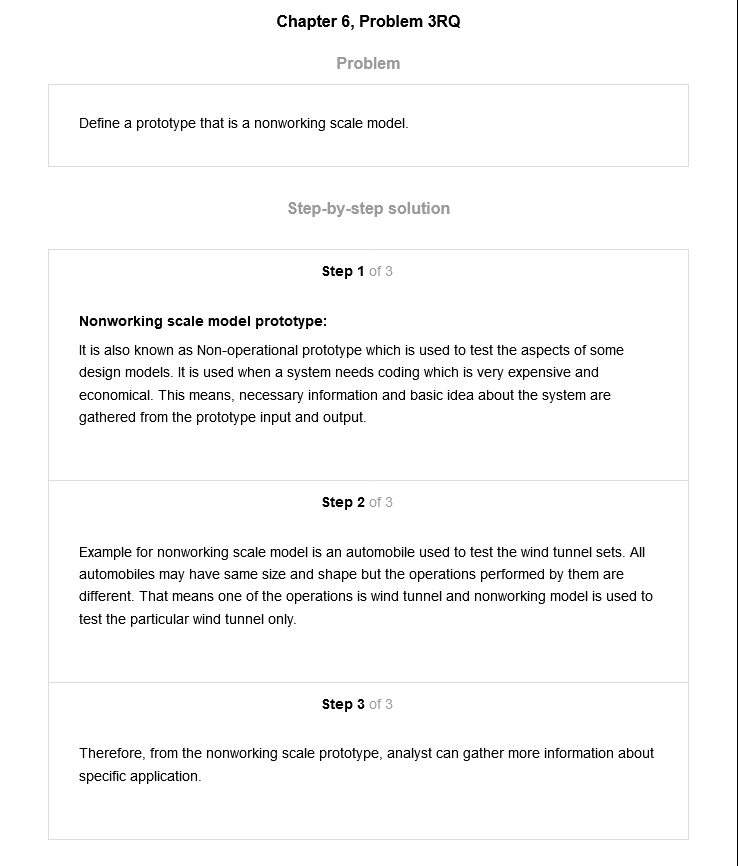 Chapter 6, Problem 3RQ
Problem
Define a prototype that is a nonworking scale model.
Step-by-step solution
Step 1 of 3
Nonworking scale model prototype:
It is also known as Non-operational prototype which is used to test the aspects of some
design models. It is used when a system needs coding which is very expensive and
economical. This means, necessary information and basic idea about the system are
gathered from the prototype input and output.
Step 2 of 3
Example for nonworking scale model is an automobile used to test the wind tunnel sets. All
automobiles may have same size and shape but the operations performed by them are
different. That means one of the operations is wind tunnel and nonworking model is used to
test the particular wind tunnel only.
Step 3 of 3
Therefore, from the nonworking scale prototype, analyst can gather more information about
specific application.